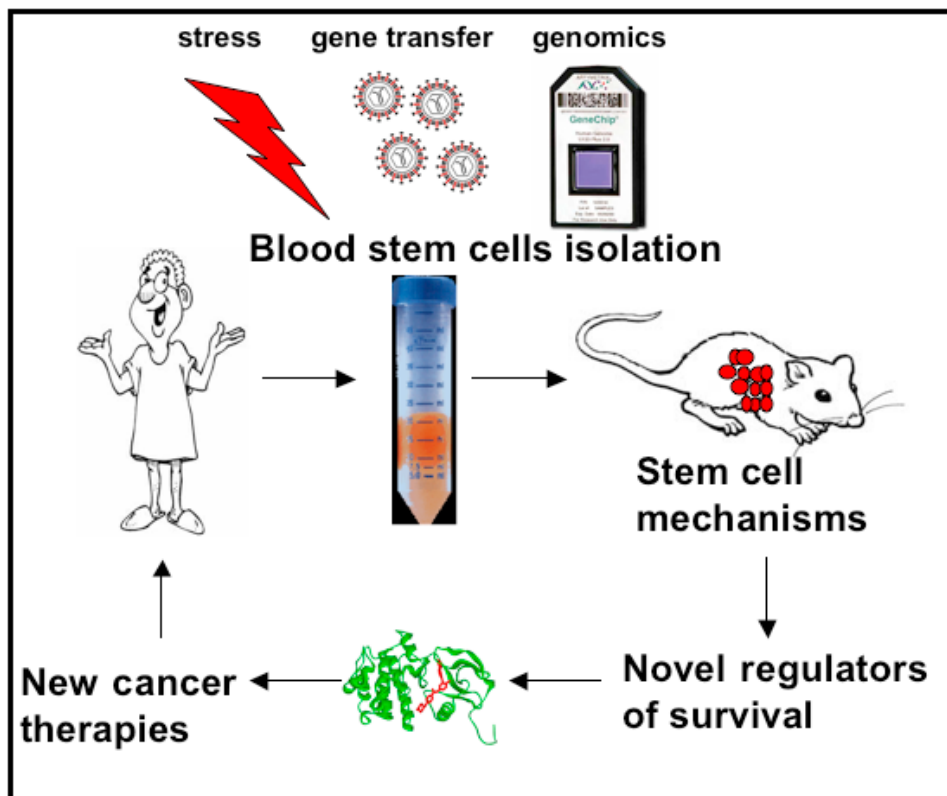 stress gene transfer genomics
GeneChip®
Blood stem cells isolation
Stem cell
mechanisms
Novel regulators
of survival
New cancer
therapies